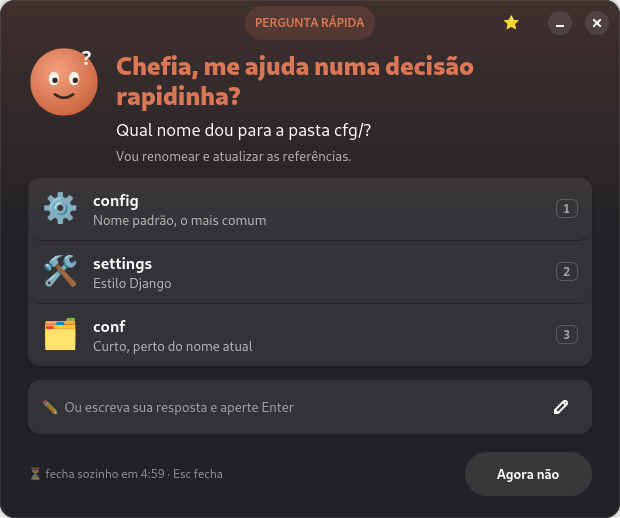 PERGUNTA RÁPIDA
?
Chefia, me ajuda numa decisão
rapidinha?
Qual nome dou para a pasta cfg/?
Vou renomear e atualizar as referências.
config
Nome padrão, o mais comum
1
settings
Estilo Django
2
conf
Curto, perto do nome atual
3
Ou escreva sua resposta e aperte Enter
fecha sozinho em 4:59 · Esc fecha
Agora não